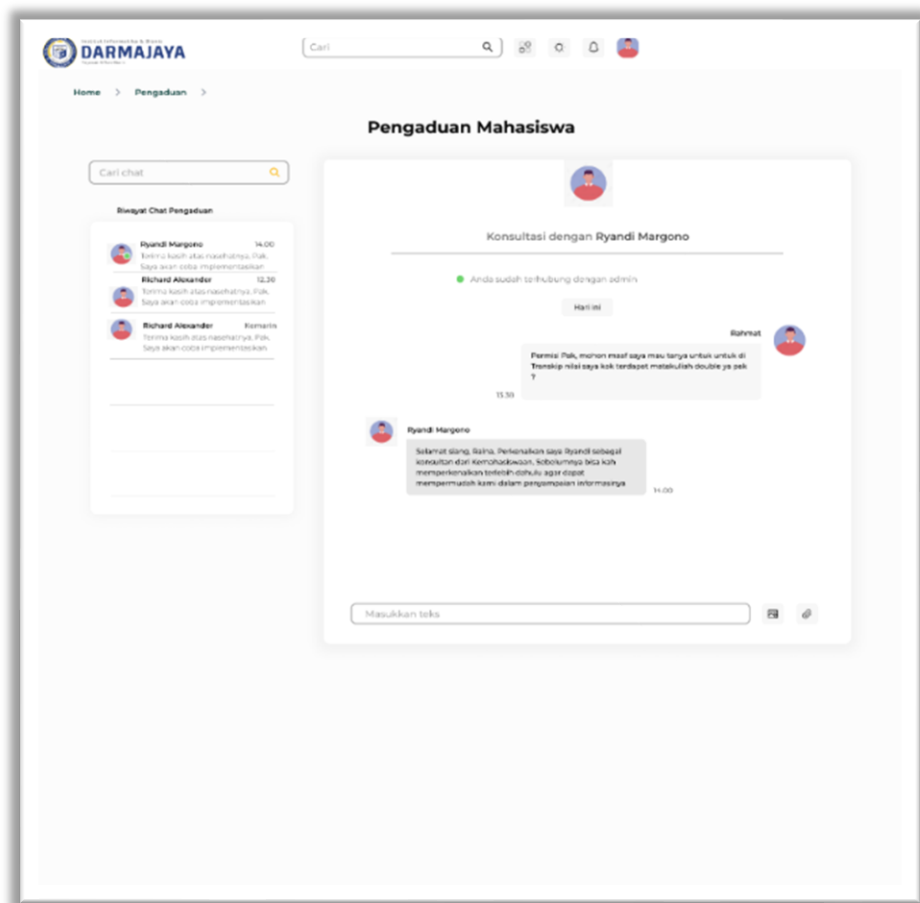 DARMAJAYA
Cari
Home > Pengaduan >
Pengaduan Mahasiswa
Cari chat
Riwayat Chat Pengaduan
Ryandi Margono 14.00
Terima kasih atas nasehatnya, Pak.
Saya akan coba implementasikan
Richard Alexander 12.30
Terima kasih atas nasehatnya, Pak.
Saya akan coba implementasikan
Richard Alexander Kemarin
Terima kasih atas nasehatnya, Pak.
Saya akan coba implementasikan
Konsultasi dengan Ryandi Margono
Anda sudah terhubung dengan admin
Hari ini
Rahmat
Permisi Pak, mohon maaf saya mau tanya untuk untuk di
Transkip nilai saya kok terdapat matakuliah double ya pak
?
13.30
Ryandi Margono
Selamat siang, Raina, Perkenalkan saya Ryandi sebagai
konsultan dari Kemahasiswaan, Sebelumnya bisa kah
memperkenalkan terlebih dahulu agar dapat
mempermudah kami dalam penyampaian informasinya
14.00
Masukkan teks